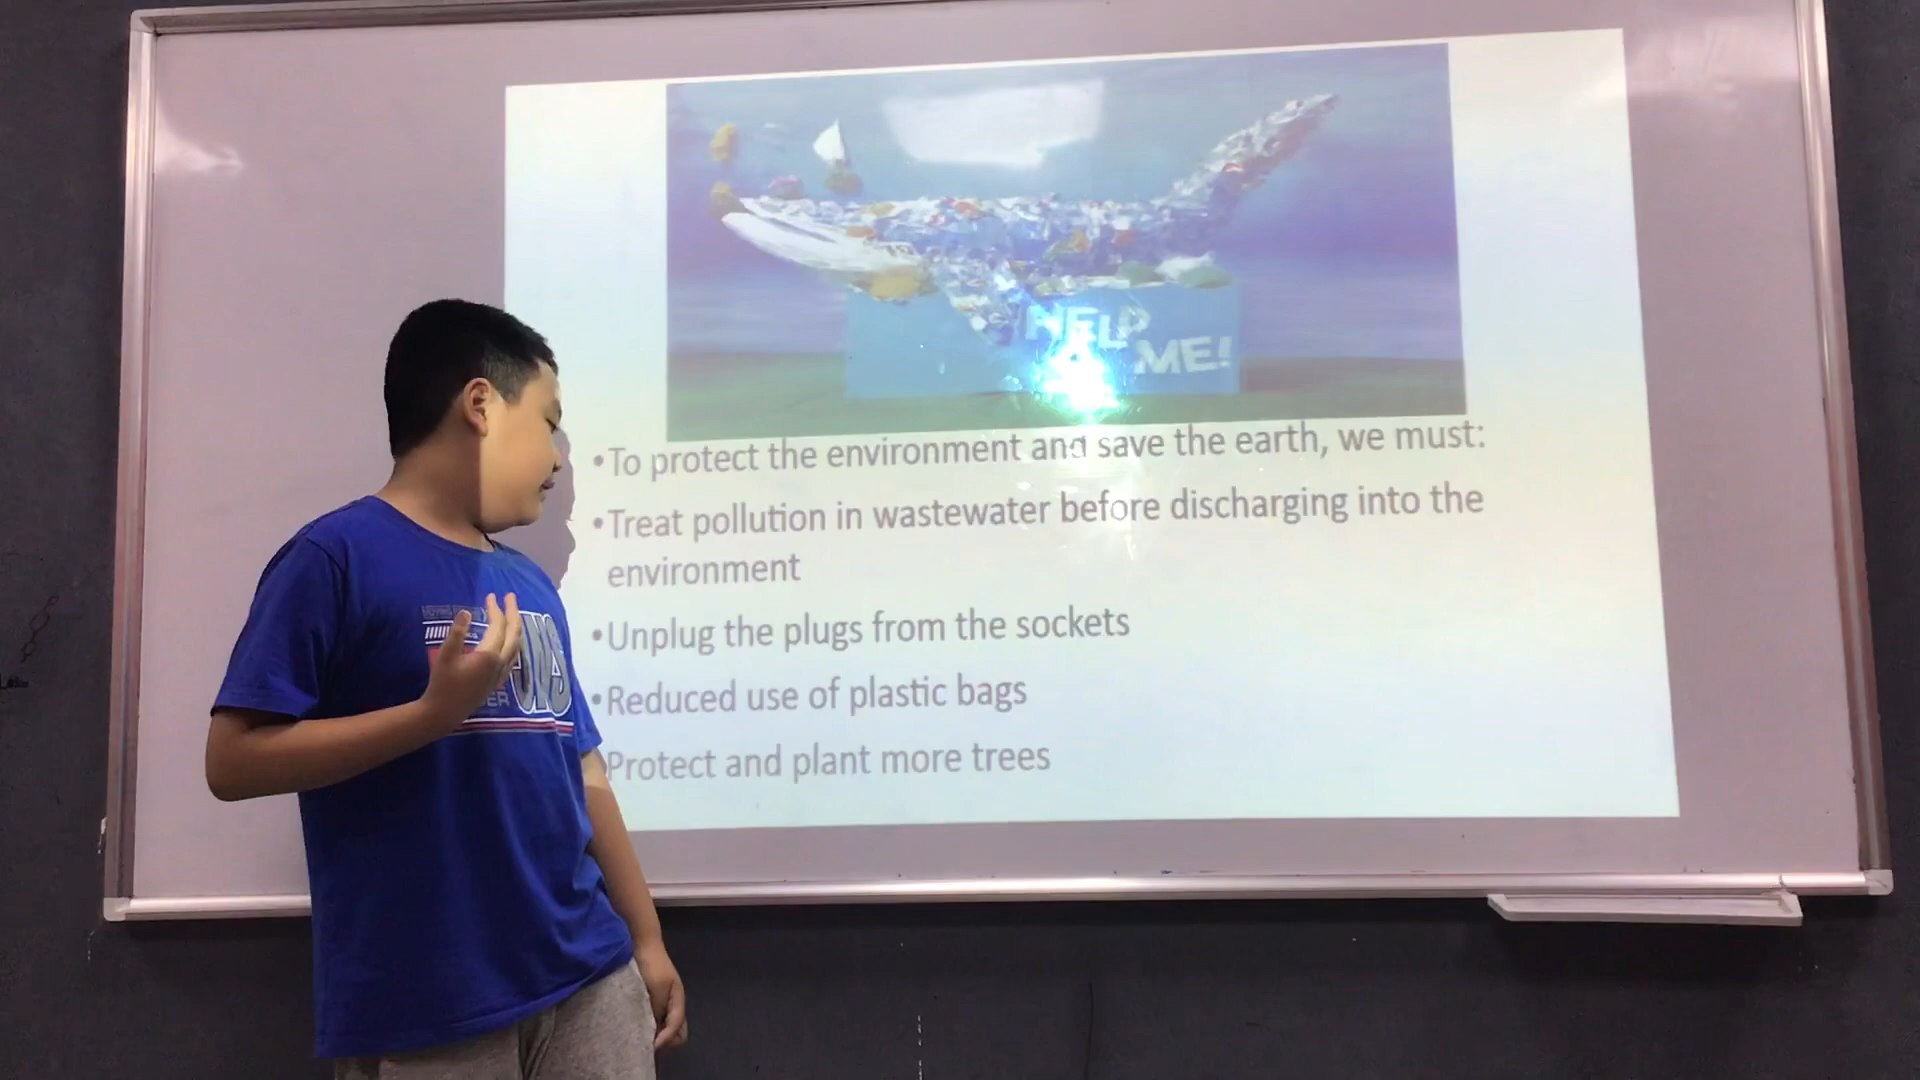 HELP
ME!
•To protect the environment and save the earth, we must:
•Treat pollution in wastewater before discharging into the
environment
•Unplug the plugs from the sockets
•Reduced use of plastic bags
Protect and plant more trees